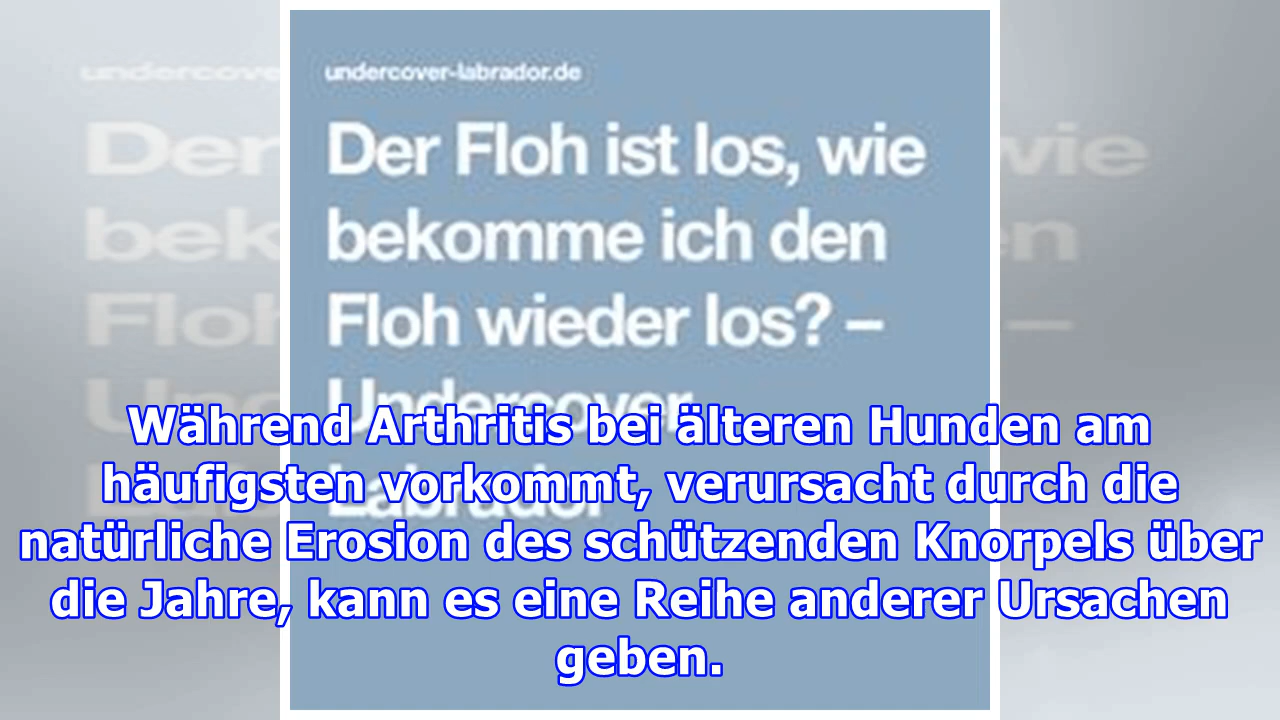 undercover-labrador.de
Der Floh ist los, wie
bekomme ich den
Floh wieder los? –
Undercover
Labrador
Während Arthritis bei älteren Hunden am
häufigsten vorkommt, verursacht durch die
natürliche Erosion des schützenden Knorpels über
die Jahre, kann es eine Reihe anderer Ursachen
geben.